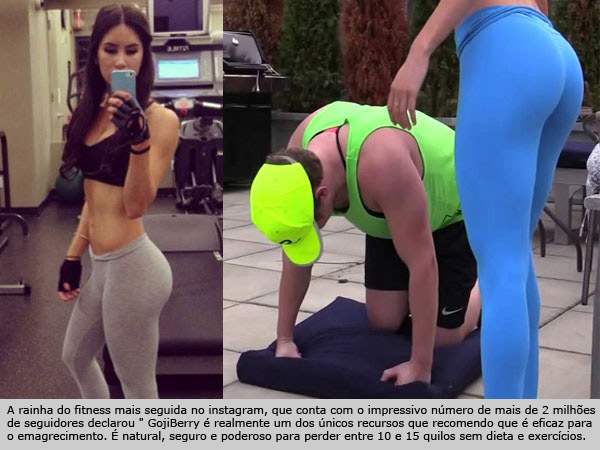 A rainha do fitness mais seguida no instagram, que conta com o impressivo número de mais de 2 milhões
de seguidores declarou " GojiBerry é realmente um dos únicos recursos que recomendo que é eficaz para
o emagrecimento. É natural, seguro e poderoso para perder entre 10 e 15 quilos sem dieta e exercícios.